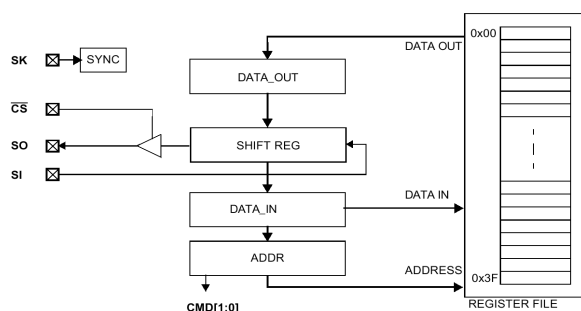 0x00
DATA OUT
SK
SYNC
DATA_OUT
CS
SO
SHIFT REG
SI
DATA_IN
DATA IN
ADDR
ADDRESS
0x3F
CMD[1:0]
REGISTER FILE